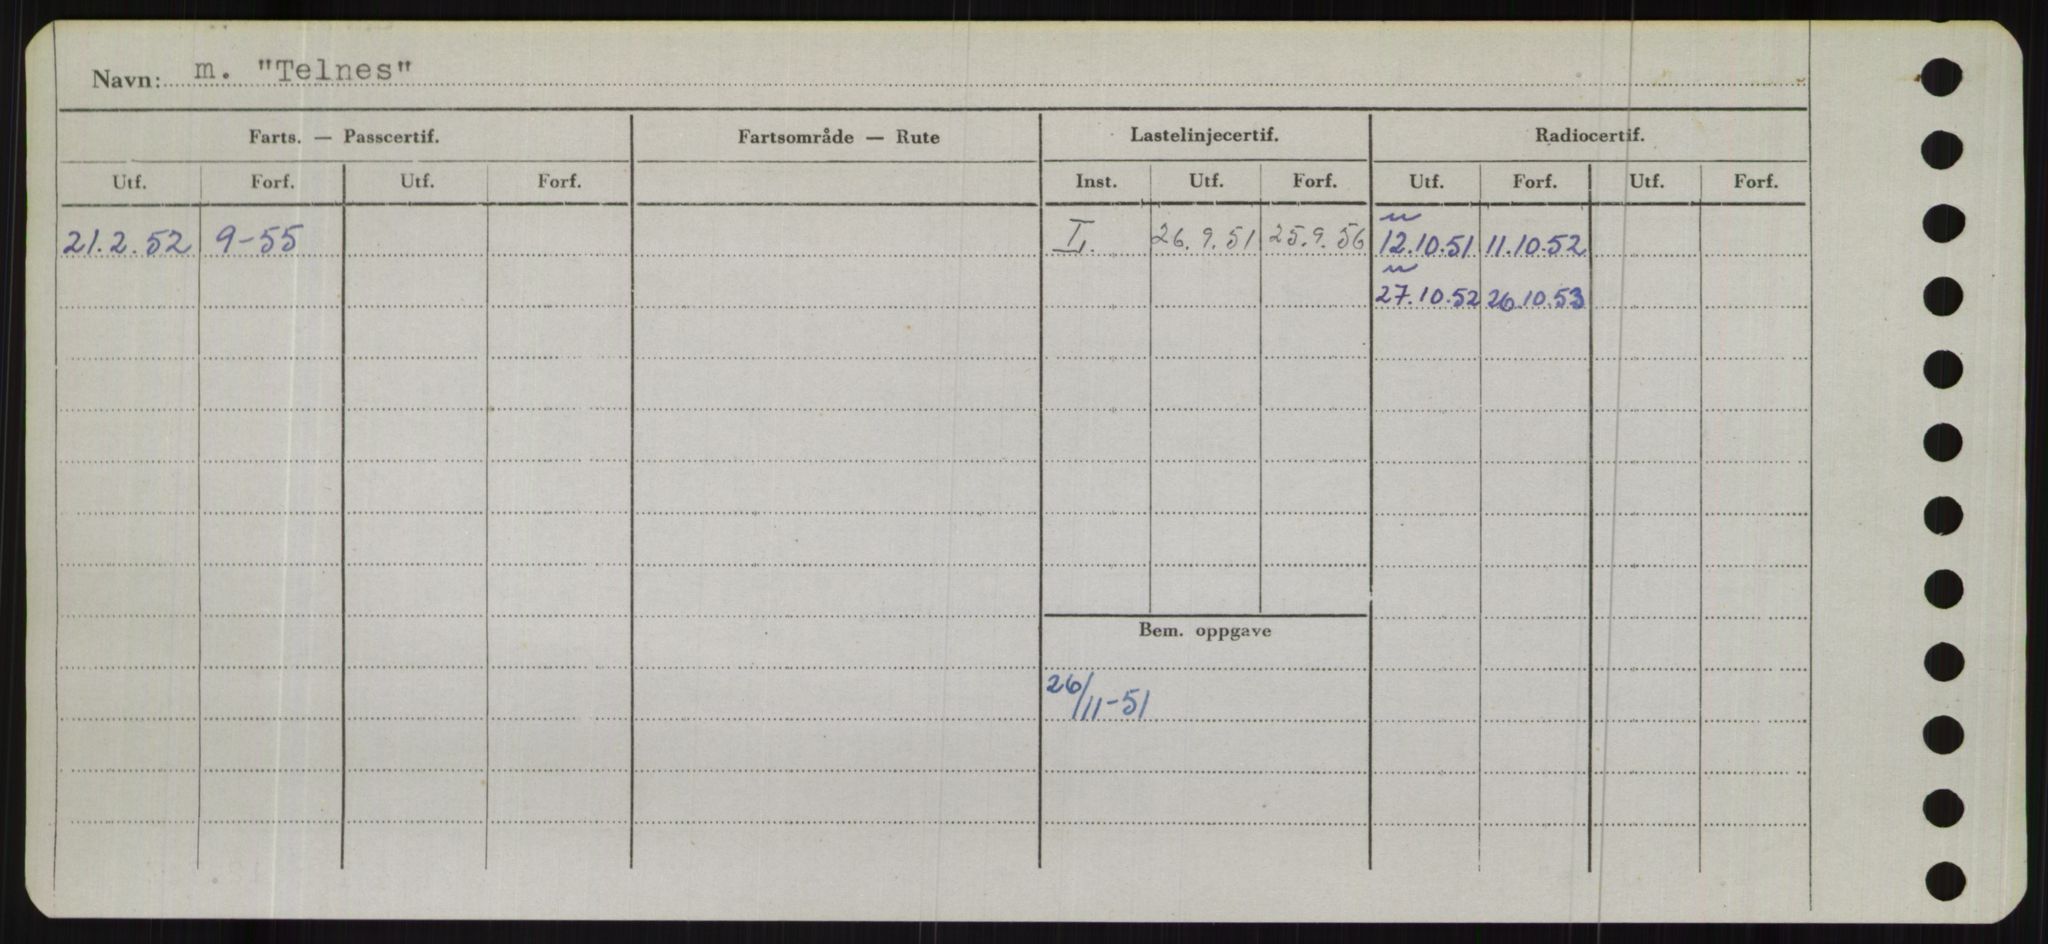 Navn: m. "Telnes"
Farts. — Passcertif. Fartsområde — Rute Lastelinjecertif. Radiocertif.
Utf. Forf. Utf. Forf. Inst. Utf. Forf. Utf. Forf. Utf. Forf.
21.2.52 9-55 26.9.51 25.9.56 12.10.51 11.10.52
27.10.52 26.10.53
Bem. oppgave
26/11-51